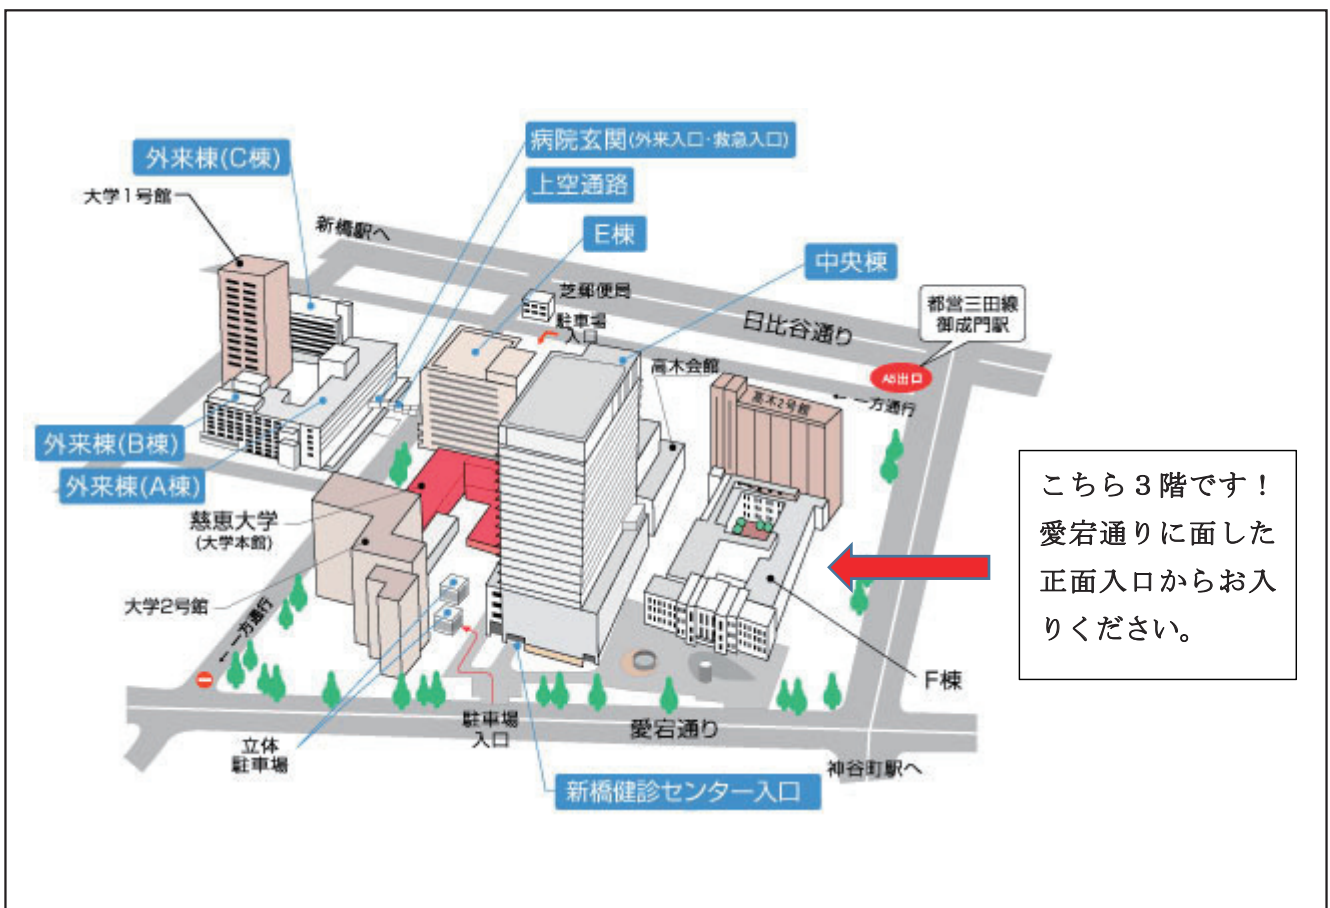 病院玄関(外来入口・救急入口)
外来棟(C棟)
上空通路
大学1号館
新橋駅へ
E棟
中央棟
芝郵便局
都営三田線
御成門駅
駐車場
入口
日比谷通り
高木会館
A5出口
一方通行
高木2号館
外来棟(B棟)
外来棟(A棟)
慈恵大学
(大学本館)
こちら3階です！
愛宕通りに面した
正面入口からお入
りください。
大学2号館
一方通行
F棟
駐車場
入口
愛宕通り
立体
駐車場
神谷町駅へ
新橋健診センター入口